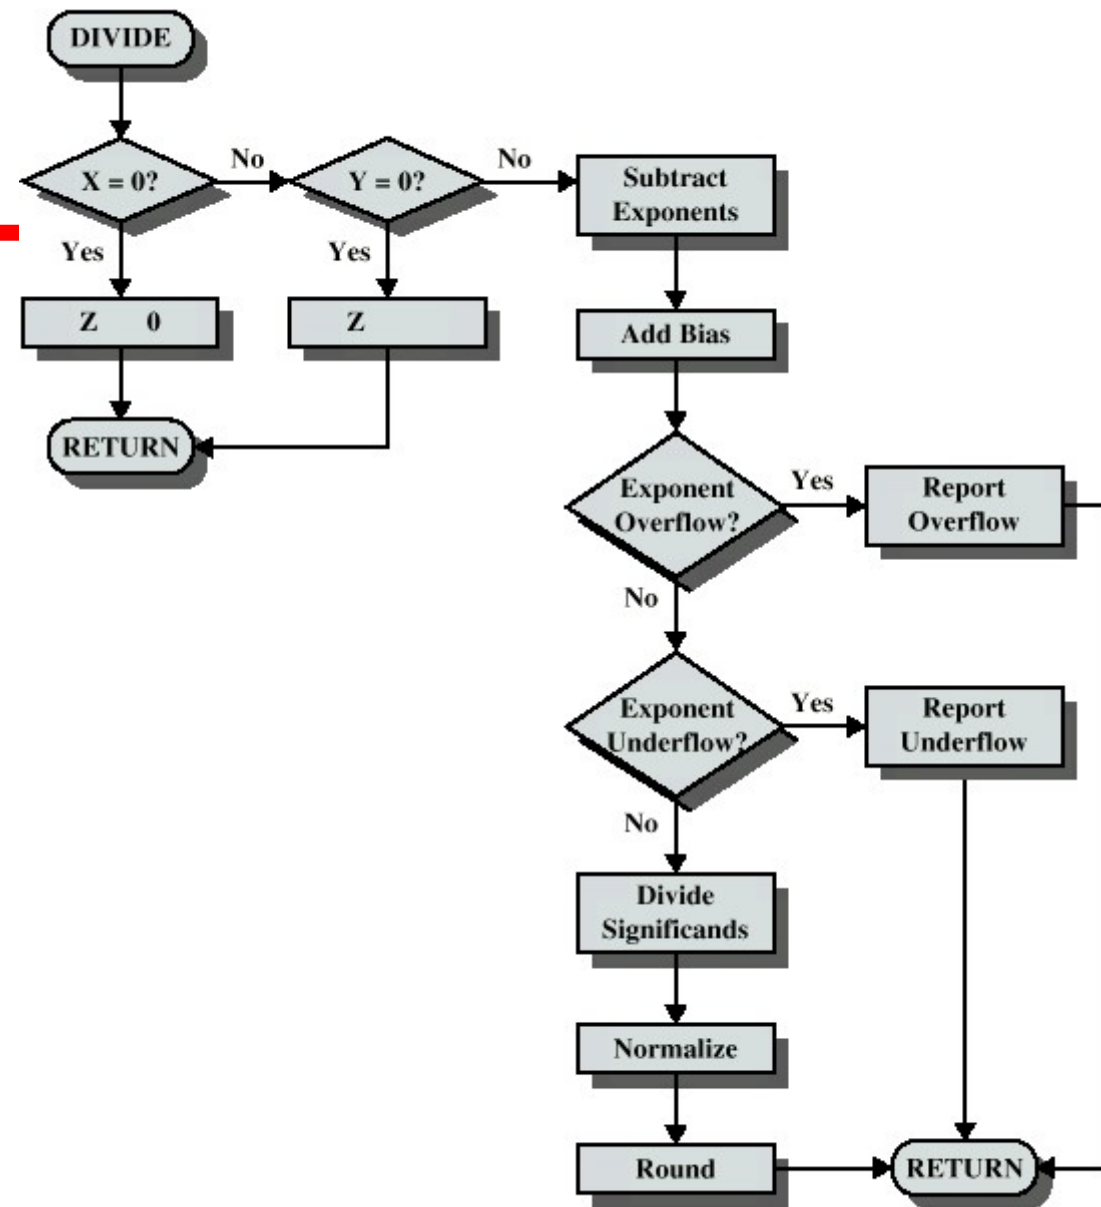 DIVIDE
X = 0?
No
Y = 0?
No
Subtract
Exponents
Yes
Yes
Z 0
Z
Add Bias
RETURN
Exponent
Overflow?
Yes
Report
Overflow
No
Exponent
Underflow?
Yes
Report
Underflow
No
Divide
Significands
Normalize
Round
RETURN